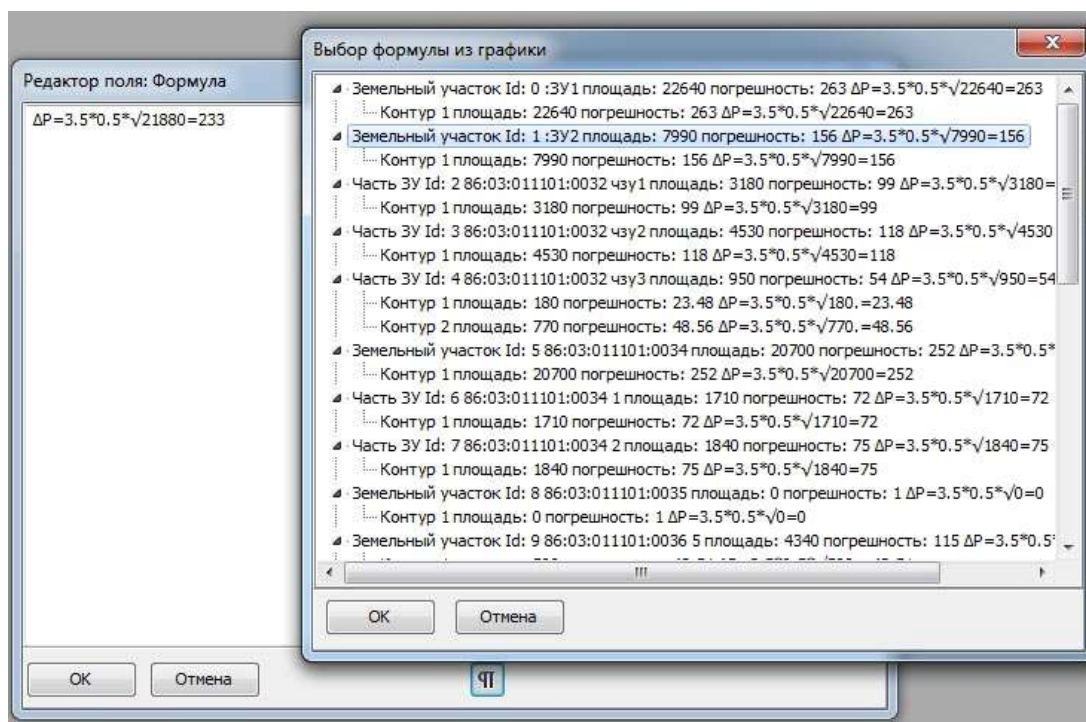 Выбор формулы из графики
Редактор поля: Формула
ΔP=3.5*0.5*√21880=233
Земельный участок Id: 0 :ЗУ1 площадь: 22640 погрешность: 263 ΔP=3.5*0.5*√22640=263
Контур 1 площадь: 22640 погрешность: 263 ΔP=3.5*0.5*√22640=263
Земельный участок Id: 1 :ЗУ2 площадь: 7990 погрешность: 156 ΔP=3.5*0.5*√7990=156
Контур 1 площадь: 7990 погрешность: 156 ΔP=3.5*0.5*√7990=156
Часть ЗУ Id: 2 86:03:011101:0032 чзу1 площадь: 3180 погрешность: 99 ΔP=3.5*0.5*√3180=
Контур 1 площадь: 3180 погрешность: 99 ΔP=3.5*0.5*√3180=99
Часть ЗУ Id: 3 86:03:011101:0032 чзу2 площадь: 4530 погрешность: 118 ΔP=3.5*0.5*√4530
Контур 1 площадь: 4530 погрешность: 118 ΔP=3.5*0.5*√4530=118
Часть ЗУ Id: 4 86:03:011101:0032 чзу3 площадь: 950 погрешность: 54 ΔP=3.5*0.5*√950=54
Контур 1 площадь: 180 погрешность: 23.48 ΔP=3.5*0.5*√180.=23.48
Контур 2 площадь: 770 погрешность: 48.56 ΔP=3.5*0.5*√770.=48.56
Земельный участок Id: 5 86:03:011101:0034 площадь: 20700 погрешность: 252 ΔP=3.5*0.5*
Контур 1 площадь: 20700 погрешность: 252 ΔP=3.5*0.5*√20700=252
Часть ЗУ Id: 6 86:03:011101:0034 1 площадь: 1710 погрешность: 72 ΔP=3.5*0.5*√1710=72
Контур 1 площадь: 1710 погрешность: 72 ΔP=3.5*0.5*√1710=72
Часть ЗУ Id: 7 86:03:011101:0034 2 площадь: 1840 погрешность: 75 ΔP=3.5*0.5*√1840=75
Контур 1 площадь: 1840 погрешность: 75 ΔP=3.5*0.5*√1840=75
Земельный участок Id: 8 86:03:011101:0035 площадь: 0 погрешность: 1 ΔP=3.5*0.5*√0=0
Контур 1 площадь: 0 погрешность: 1 ΔP=3.5*0.5*√0=0
Земельный участок Id: 9 86:03:011101:0036 5 площадь: 4340 погрешность: 115 ΔP=3.5*0.5*
ОК Отмена
ОК Отмена ¶